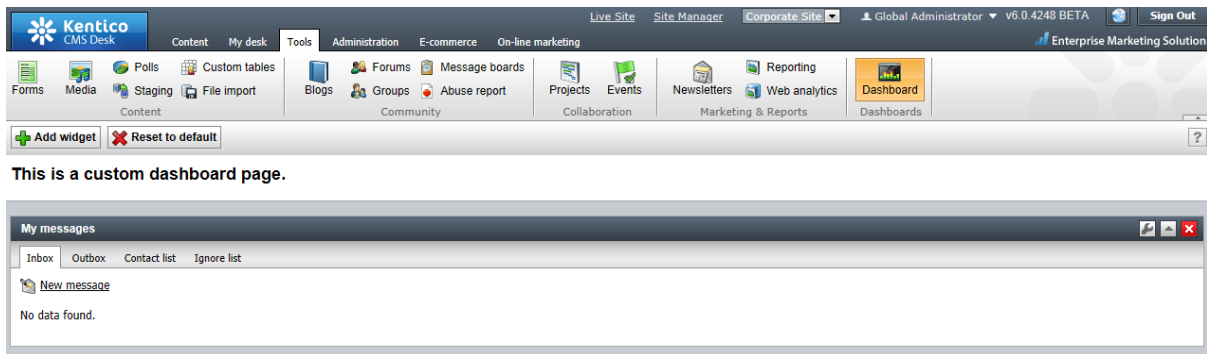 Kentico
CMS Desk
Live Site Site Manager Corporate Site Global Administrator v6.0.4248 BETA Sign Out
Content My desk Tools Administration E-commerce On-line marketing Enterprise Marketing Solution
Forms Media Polls Custom tables Staging File import
Content
Blogs Forums Message boards Groups Abuse report
Community
Projects Events
Collaboration
Newsletters Reporting Web analytics
Marketing & Reports
Dashboard
Dashboards
Add widget Reset to default ?
This is a custom dashboard page.
My messages
Inbox Outbox Contact list Ignore list
New message
No data found.